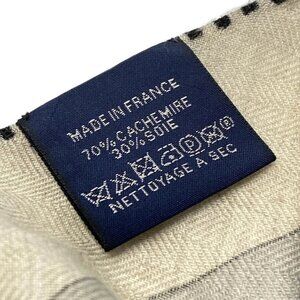 MADE IN FRANCE
70% CACHEMIRE
30% SOIE
NETTOYAGE A SEC